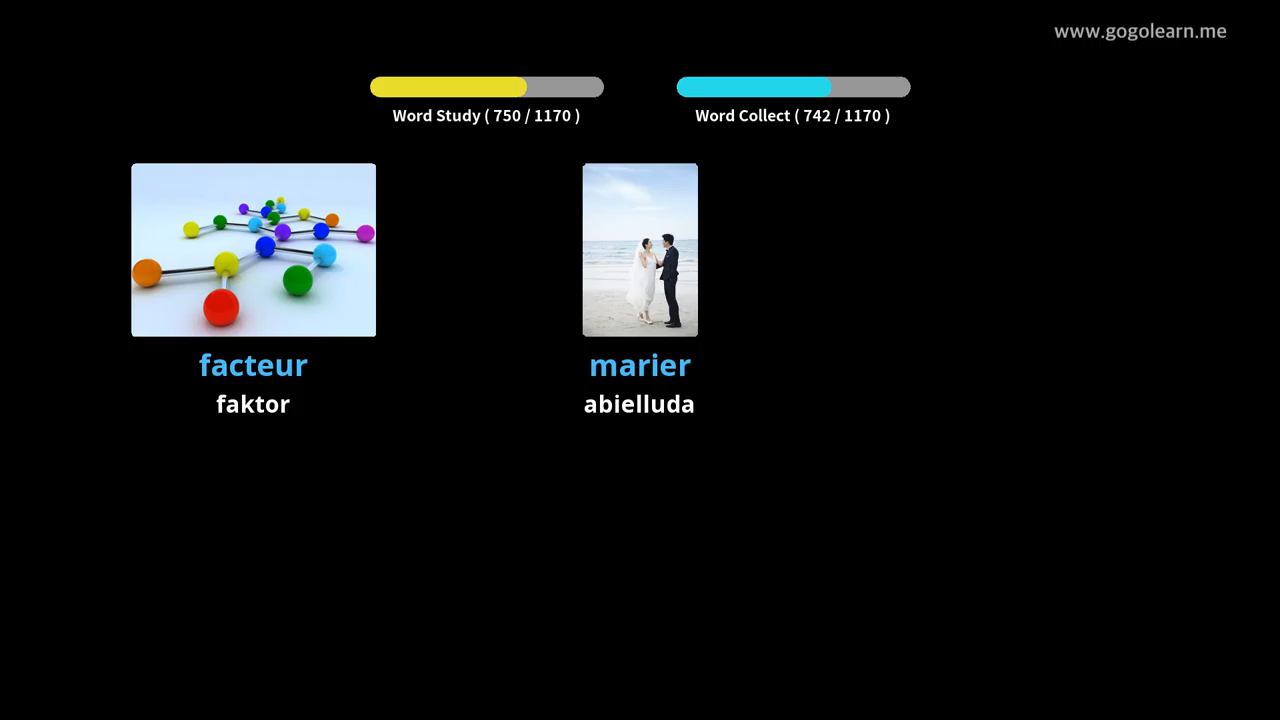 www.gogolearn.me
Word Study ( 750 / 1170 )
Word Collect ( 742 / 1170 )
facteur
faktor
marier
abielluda